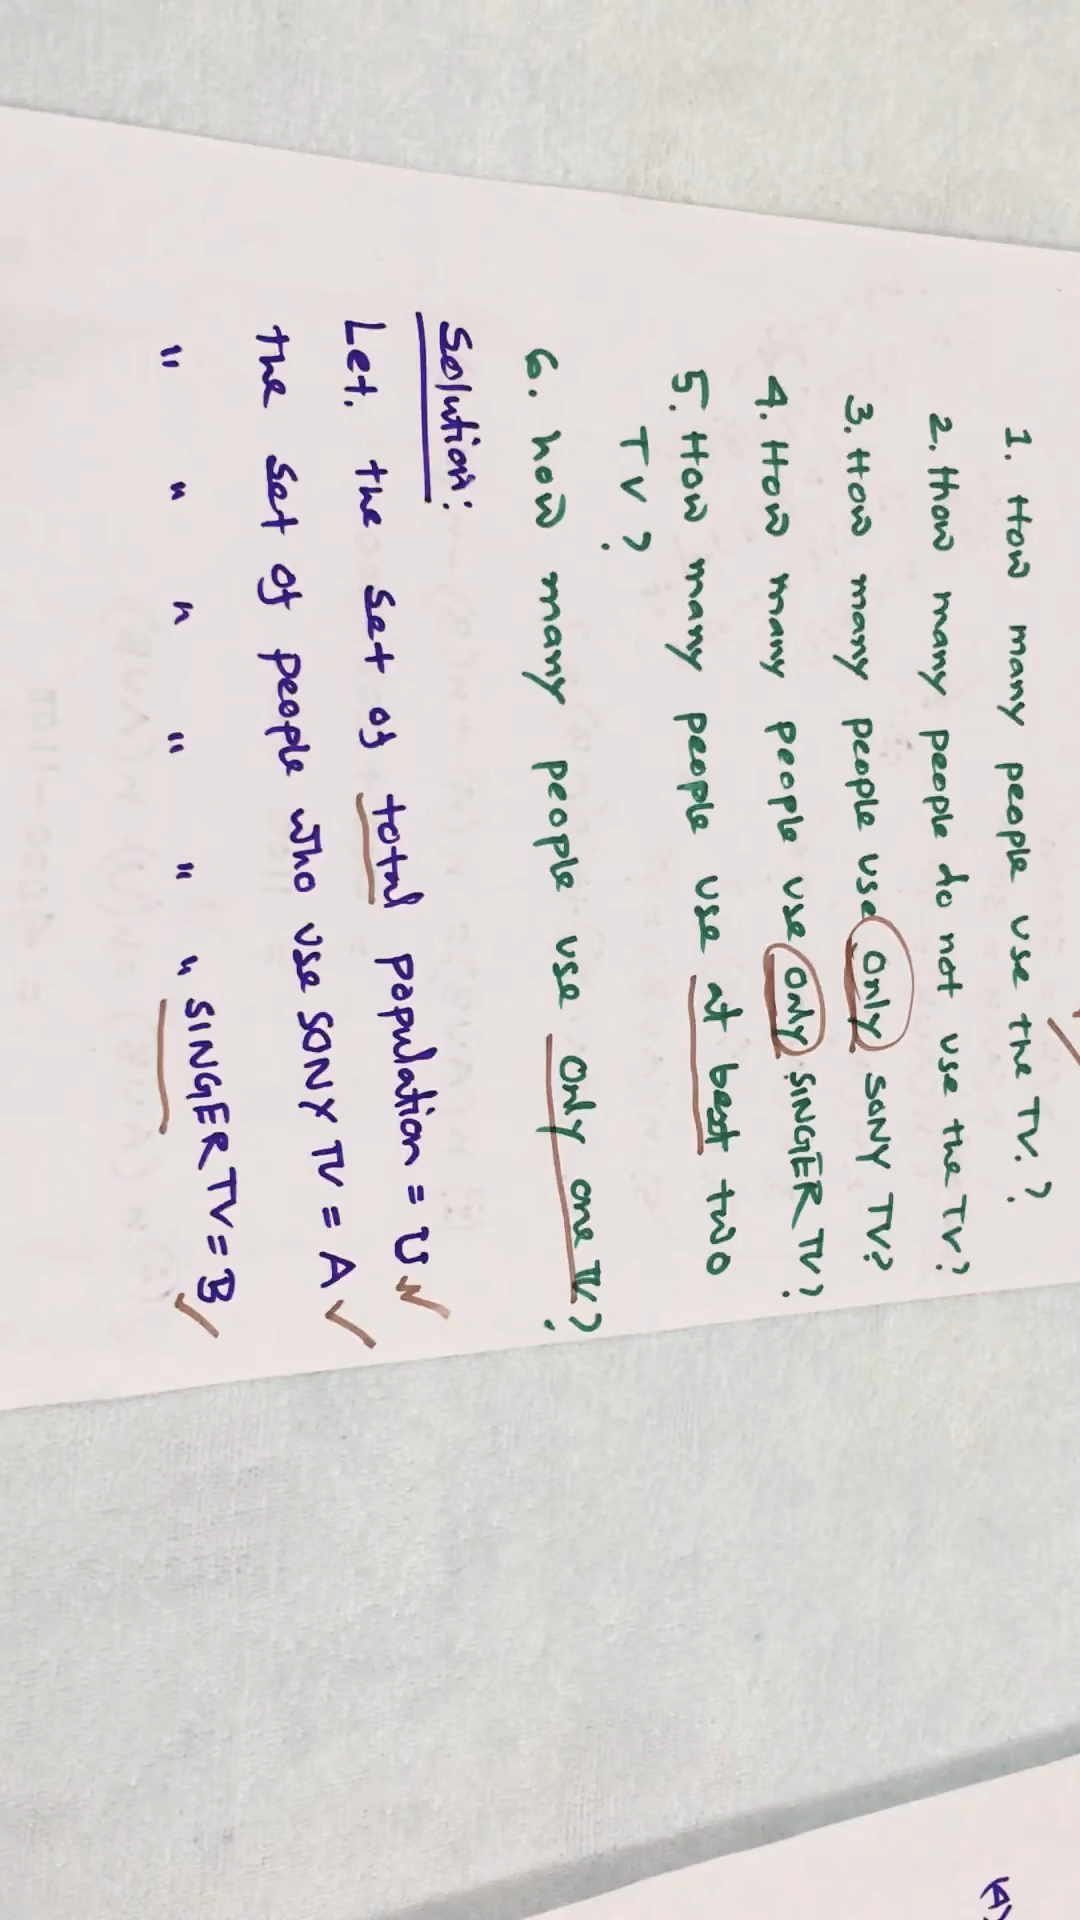 1. How many people use the TV.?
2. Thow many people do not use the TV?
3. How many people use only SONY TV?
4. How many people use only SINGER TV?
5. How many people use at best two
TV?
6. how many people use only one TV?
Solution:
Let. the set of total population = U
the set of people who use SONY TV = A
" " " " " " SINGER TV = B